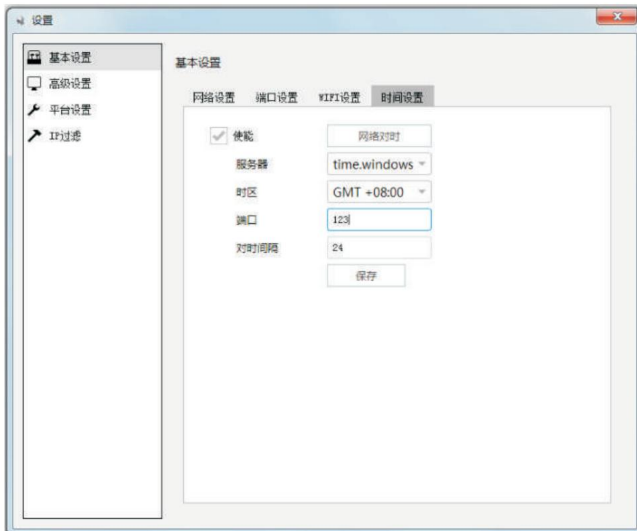 设置
基本设置
高级设置
平台设置
IP过滤
基本设置
网络设置 端口设置 WIFI设置 时间设置
使能 网络对时
服务器 time.windows
时区 GMT +08:00
端口 123
对时间隔 24
保存